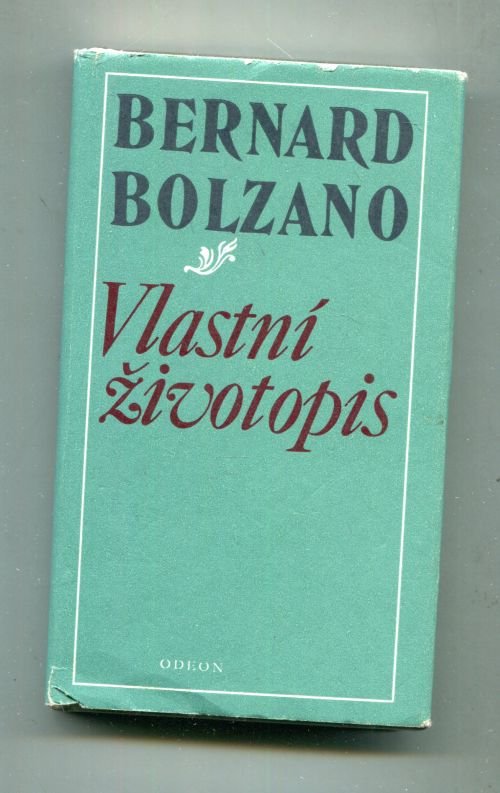 BERNARD
BOLZANO
Vlastní
životopis
ODEON